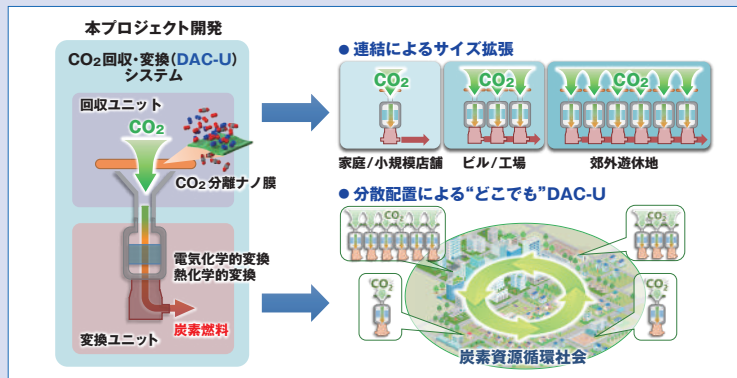 本プロジェクト開発
CO2回収・変換(DAC-U)
システム
回収ユニット
CO2
CO2分離ナノ膜
電気化学的変換
熱化学的変換
炭素燃料
変換ユニット
● 連結によるサイズ拡張
CO2
CO2
CO2
家庭/小規模店舗
ビル/工場
郊外遊休地
● 分散配置による“どこでも”DAC-U
CO2
CO2
CO2
CO2
炭素資源循環社会